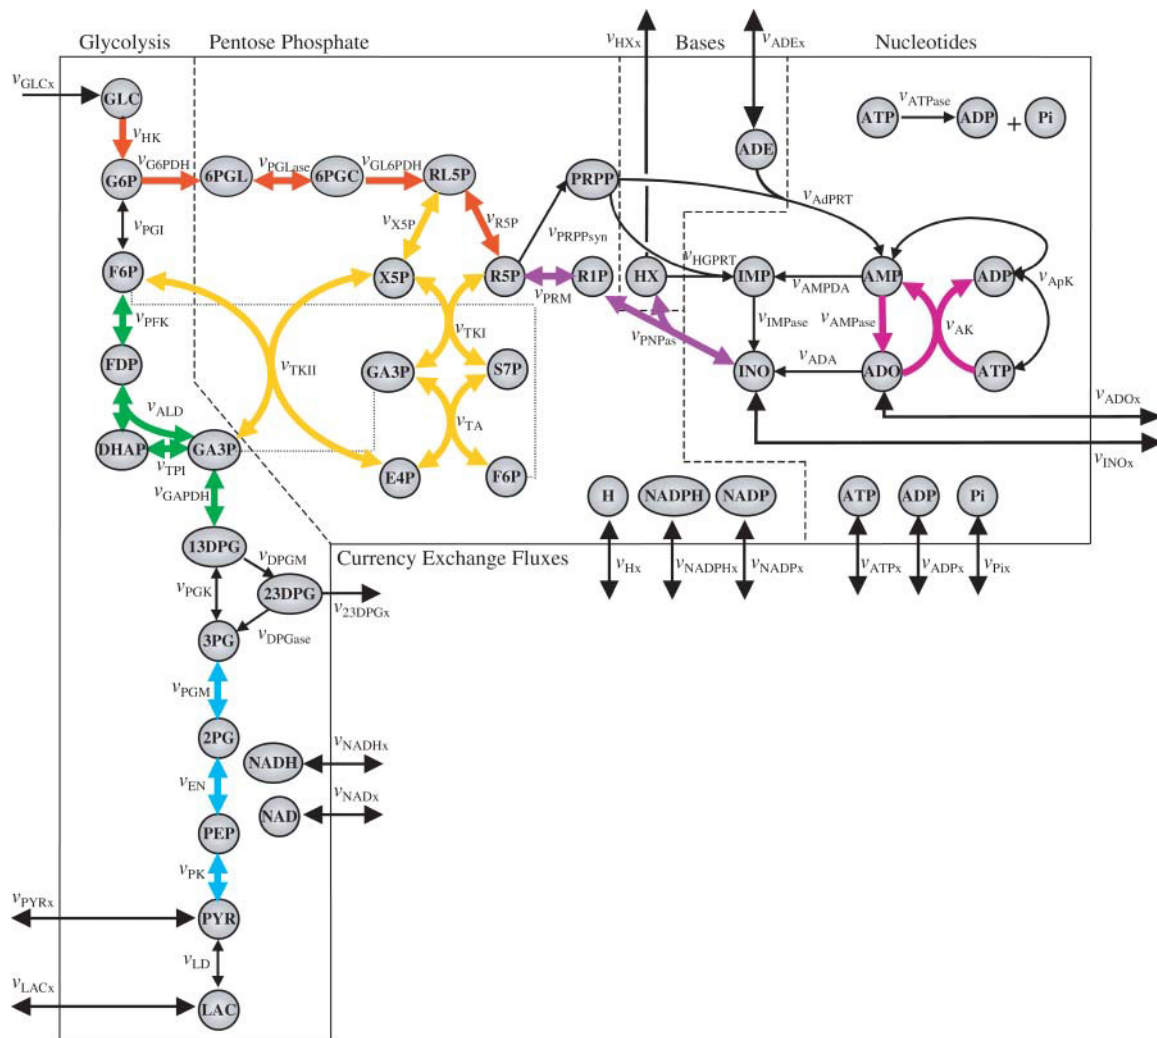 Glycolysis
Pentose Phosphate
Bases
Nucleotides
vHXx
vADEx
vGLCx
GLC
vATPase
ATP
ADP
+
Pi
vHK
ADE
vG6PDH
vPGLase
vGL6PDH
G6P
6PGL
6PGC
RL5P
PRPP
vAdPRT
vPGI
vX5P
vR5P
vPRPPsyn
vHGPRT
F6P
X5P
R5P
R1P
HX
IMP
AMP
ADP
vApK
vPRM
vAMPDA
vPFK
vTKI
vPNPas
vIMPase
vAMPase
vAK
FDP
vTKII
GA3P
S7P
INO
vADA
ADO
ATP
vALD
vTA
vADOx
DHAP
GA3P
vTPI
vINOx
E4P
F6P
vGAPDH
H
NADPH
NADP
ATP
ADP
Pi
13DPG
vDPGM
Currency Exchange Fluxes
vHx
vNADPHx
vNADPx
vATPx
vADPx
vPix
vPGK
23DPG
v23DPGx
vDPGase
3PG
vPGM
2PG
vNADHx
NADH
vEN
vNADx
NAD
PEP
vPK
vPYRx
PYR
vLD
vLACx
LAC